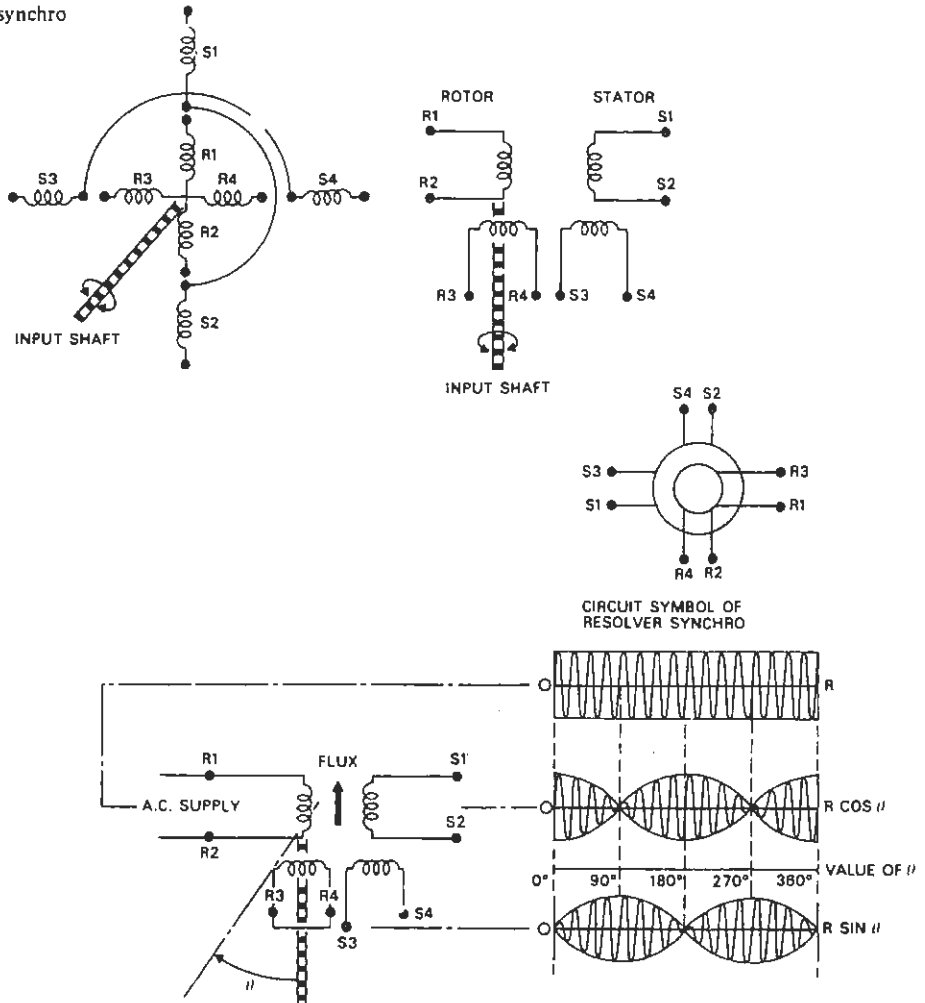 synchro
S1
R1
S3
R3
R4
S4
R2
S2
INPUT SHAFT
ROTOR
STATOR
R1
S1
R2
S2
R3
R4
S3
S4
INPUT SHAFT
S4 S2
S3
R3
S1
R1
R4 R2
CIRCUIT SYMBOL OF
RESOLVER SYNCHRO
R
R1
FLUX
S1
A.C. SUPPLY
R COS θ
R2
S2
VALUE OF θ
0° 90° 180° 270° 360°
R3
R4
S4
S3
R SIN θ
θ